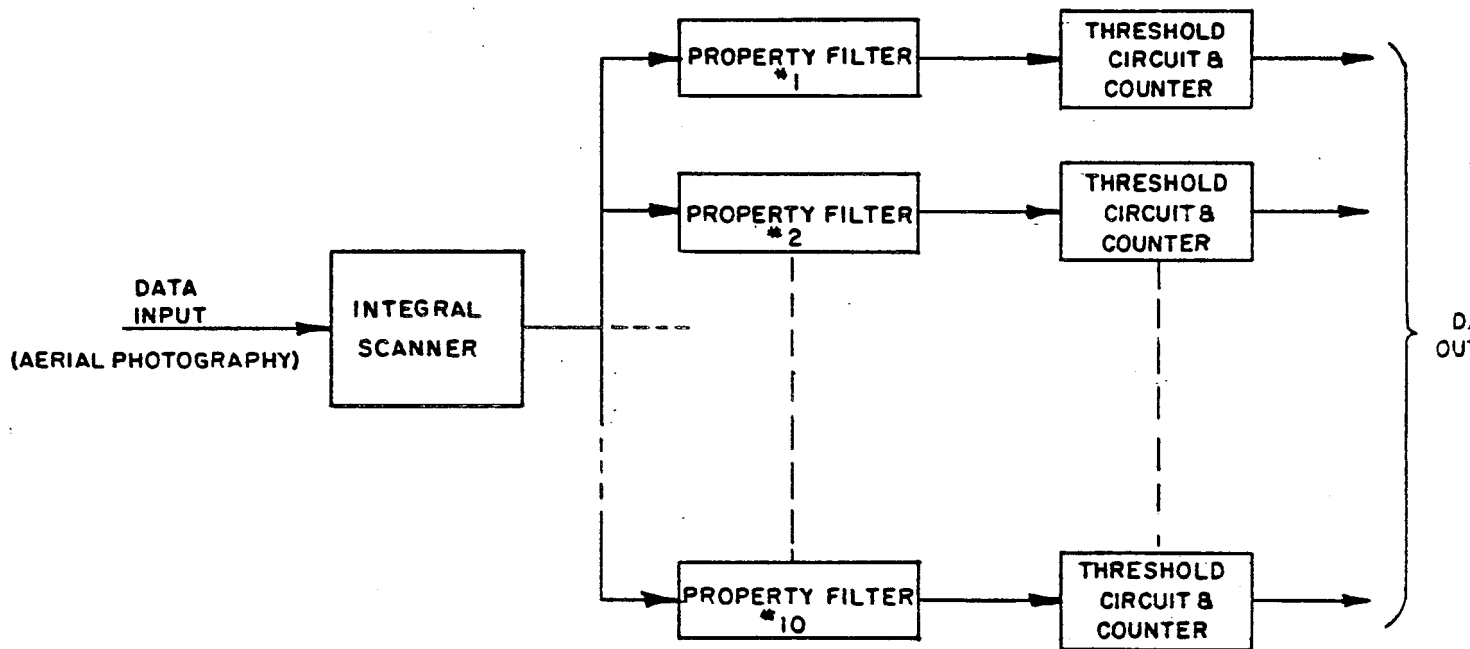 PROPERTY FILTER
#1
THRESHOLD
CIRCUIT &
COUNTER
PROPERTY FILTER
#2
THRESHOLD
CIRCUIT &
COUNTER
DATA
INPUT
(AERIAL PHOTOGRAPHY)
INTEGRAL
SCANNER
PROPERTY FILTER
#10
THRESHOLD
CIRCUIT &
COUNTER